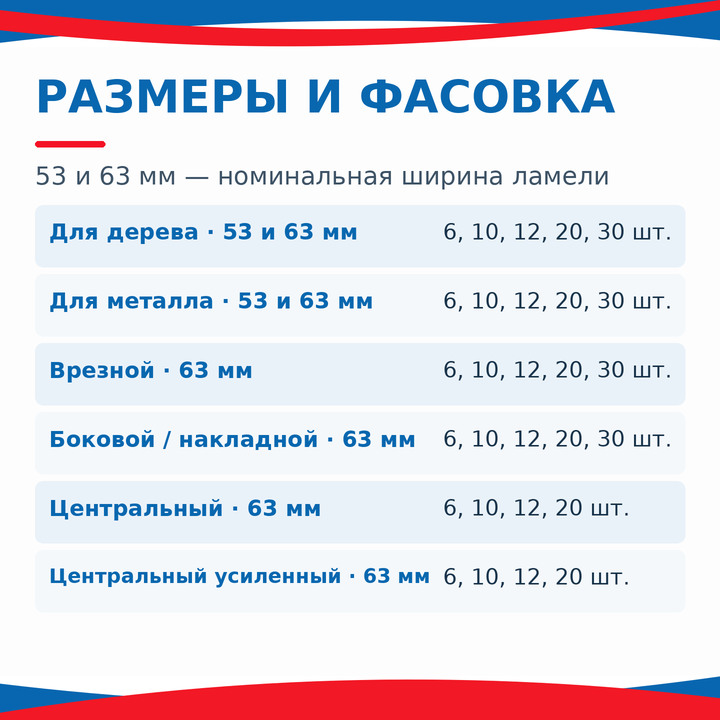 РАЗМЕРЫ И ФАСОВКА
53 и 63 мм — номинальная ширина ламели
Для дерева · 53 и 63 мм 6, 10, 12, 20, 30 шт.
Для металла · 53 и 63 мм 6, 10, 12, 20, 30 шт.
Врезной · 63 мм 6, 10, 12, 20, 30 шт.
Боковой / накладной · 63 мм 6, 10, 12, 20, 30 шт.
Центральный · 63 мм 6, 10, 12, 20 шт.
Центральный усиленный · 63 мм 6, 10, 12, 20 шт.